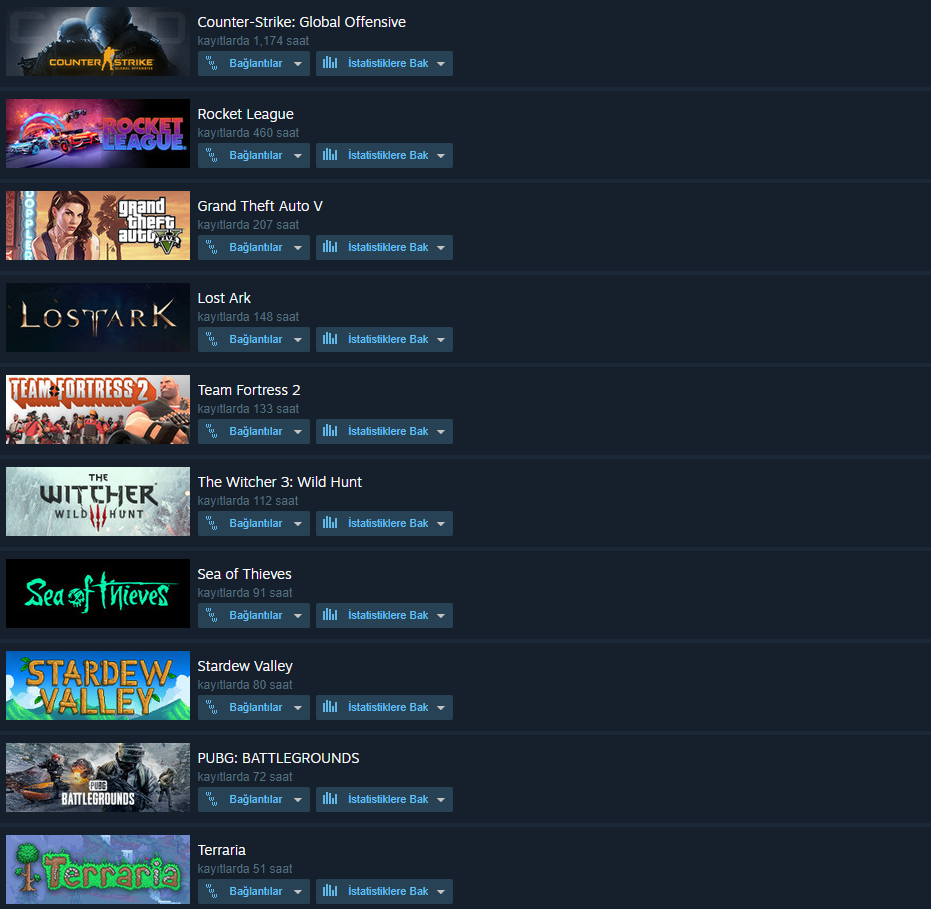 COUNTER STRIKE
GLOBAL OFFENSIVE
Counter-Strike: Global Offensive
kayıtlarda 1,174 saat
Bağlantılar
İstatistiklere Bak
ROCKET
LEAGUE
Rocket League
kayıtlarda 460 saat
Bağlantılar
İstatistiklere Bak
grand
theft
auto V
Grand Theft Auto V
kayıtlarda 207 saat
Bağlantılar
İstatistiklere Bak
LOST ARK
Lost Ark
kayıtlarda 148 saat
Bağlantılar
İstatistiklere Bak
TEAM FORTRESS 2
Team Fortress 2
kayıtlarda 133 saat
Bağlantılar
İstatistiklere Bak
THE
WITCHER
WILD HUNT
The Witcher 3: Wild Hunt
kayıtlarda 112 saat
Bağlantılar
İstatistiklere Bak
Sea of Thieves
Sea of Thieves
kayıtlarda 91 saat
Bağlantılar
İstatistiklere Bak
STARDEW
VALLEY
Stardew Valley
kayıtlarda 80 saat
Bağlantılar
İstatistiklere Bak
PUBG
BATTLEGROUNDS
PUBG: BATTLEGROUNDS
kayıtlarda 72 saat
Bağlantılar
İstatistiklere Bak
Terraria
Terraria
kayıtlarda 51 saat
Bağlantılar
İstatistiklere Bak